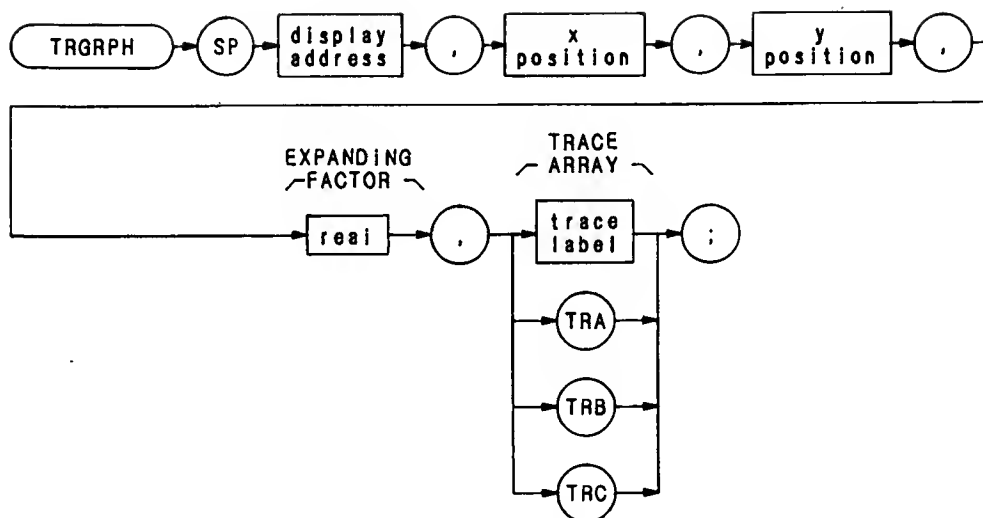 TRGRPH SP display address , x position , y position ,
EXPANDING FACTOR
TRACE ARRAY
real , trace label ;
TRA
TRB
TRC